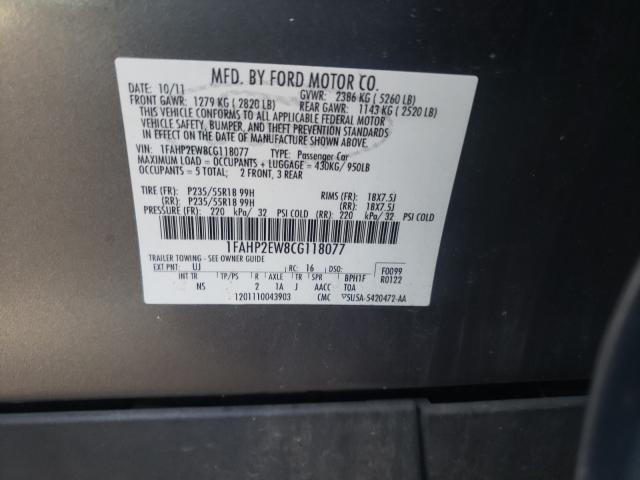 MFD. BY FORD MOTOR CO.
DATE: 10/11 GVWR: 2386 KG ( 5260 LB)
FRONT GAWR: 1279 KG ( 2820 LB) REAR GAWR: 1143 KG ( 2520 LB)
THIS VEHICLE CONFORMS TO ALL APPLICABLE FEDERAL MOTOR
VEHICLE SAFETY, BUMPER, AND THEFT PREVENTION STANDARDS
IN EFFECT ON THE DATE OF MANUFACTURE SHOWN ABOVE.
VIN: 1FAHP2EW8CG118077 TYPE: Passenger Car
MAXIMUM LOAD = OCCUPANTS + LUGGAGE = 430KG/ 950LB
OCCUPANTS = 5 TOTAL; 2 FRONT, 3 REAR
TIRE (FR): P235/55R18 99H RIMS (FR): 18X7.5J
(RR): P235/55R18 99H (RR): 18X7.5J
PRESSURE (FR): 220 kPa/ 32 PSI COLD (RR): 220 kPa/ 32 PSI COLD
1FAHP2EW8CG118077
TRAILER TOWING - SEE OWNER GUIDE
EXT PNT: UJ RC: 16 DSO: F0099
INT TR TP/PS R AXLE TR SPR BPH1F R0122
NS 2 1A J AACC TOA
1201110043903 CMC ▽5U5A-5420472-AA